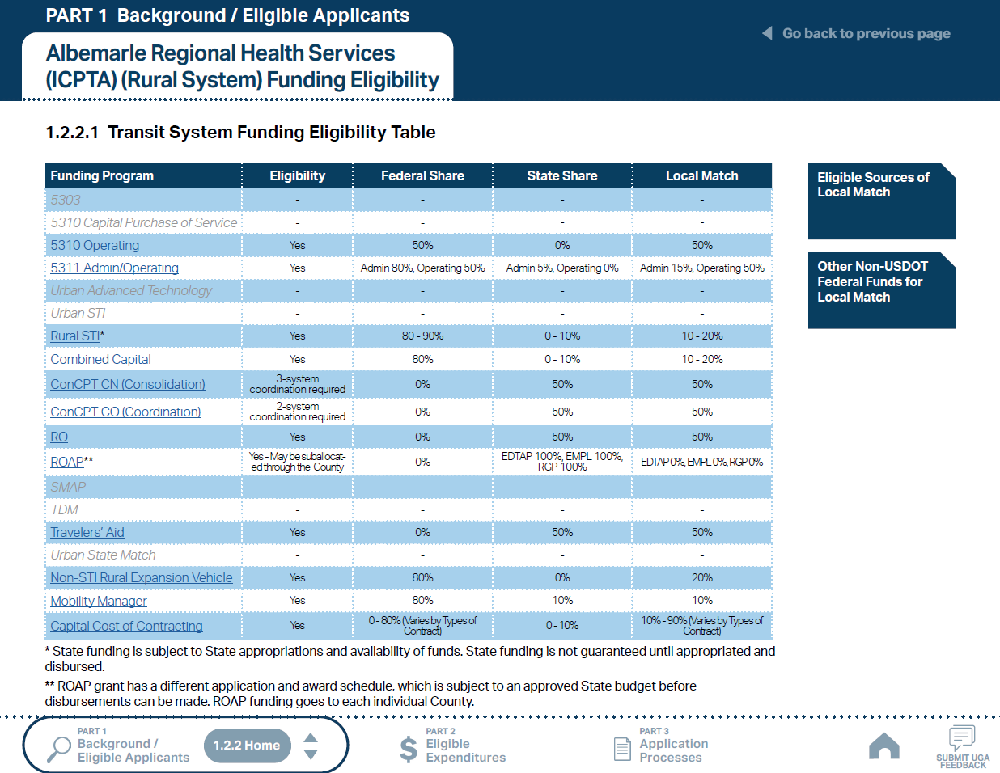 PART 1 Background / Eligible Applicants
Go back to previous page
Albemarle Regional Health Services
(ICPTA) (Rural System) Funding Eligibility
1.2.2.1 Transit System Funding Eligibility Table
Funding Program Eligibility Federal Share State Share Local Match
5303 - - - -
5310 Capital Purchase of Service - - - -
5310 Operating Yes 50% 0% 50%
5311 Admin/Operating Yes Admin 80%, Operating 50% Admin 5%, Operating 0% Admin 15%, Operating 50%
Urban Advanced Technology - - - -
Urban STI - - - -
Rural STI* Yes 80 - 90% 0 - 10% 10 - 20%
Combined Capital Yes 80% 0 - 10% 10 - 20%
ConCPT CN (Consolidation) 3-system
coordination required 0% 50% 50%
ConCPT CO (Coordination) 2-system
coordination required 0% 50% 50%
RO Yes 0% 50% 50%
ROAP** Yes - May be suballocat-
ed through the County 0% EDTAP 100%, EMPL 100%,
RGP 100% EDTAP 0%, EMPL 0%, RGP 0%
SMAP - - - -
TDM - - - -
Travelers' Aid Yes 0% 50% 50%
Urban State Match - - - -
Non-STI Rural Expansion Vehicle Yes 80% 0% 20%
Mobility Manager Yes 80% 10% 10%
Capital Cost of Contracting Yes 0 - 80% (Varies by Types of
Contract) 0 - 10% 10% - 90% (Varies by Types of
Contract)
* State funding is subject to State appropriations and availability of funds. State funding is not guaranteed until appropriated and
disbursed.
** ROAP grant has a different application and award schedule, which is subject to an approved State budget before
disbursements can be made. ROAP funding goes to each individual County.
Eligible Sources of
Local Match
Other Non-USDOT
Federal Funds for
Local Match
PART 1
Background /
Eligible Applicants
1.2.2 Home
PART 2
$
Eligible
Expenditures
PART 3
Application
Processes
SUBMIT UGA
FEEDBACK